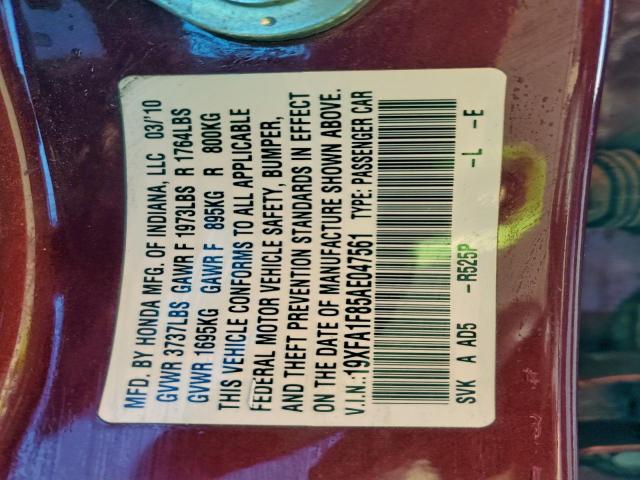 MFD. BY HONDA MFG. OF INDIANA, LLC 03/'10
GVWR 3737LBS GAWR F 1973LBS R 1764LBS
GVWR 1695KG GAWR F 895KG R 800KG
THIS VEHICLE CONFORMS TO ALL APPLICABLE
FEDERAL MOTOR VEHICLE SAFETY, BUMPER,
AND THEFT PREVENTION STANDARDS IN EFFECT
ON THE DATE OF MANUFACTURE SHOWN ABOVE.
V.I.N.:19XFA1F85AE047561 TYPE: PASSENGER CAR
SVK A AD5 -R525P -L -E